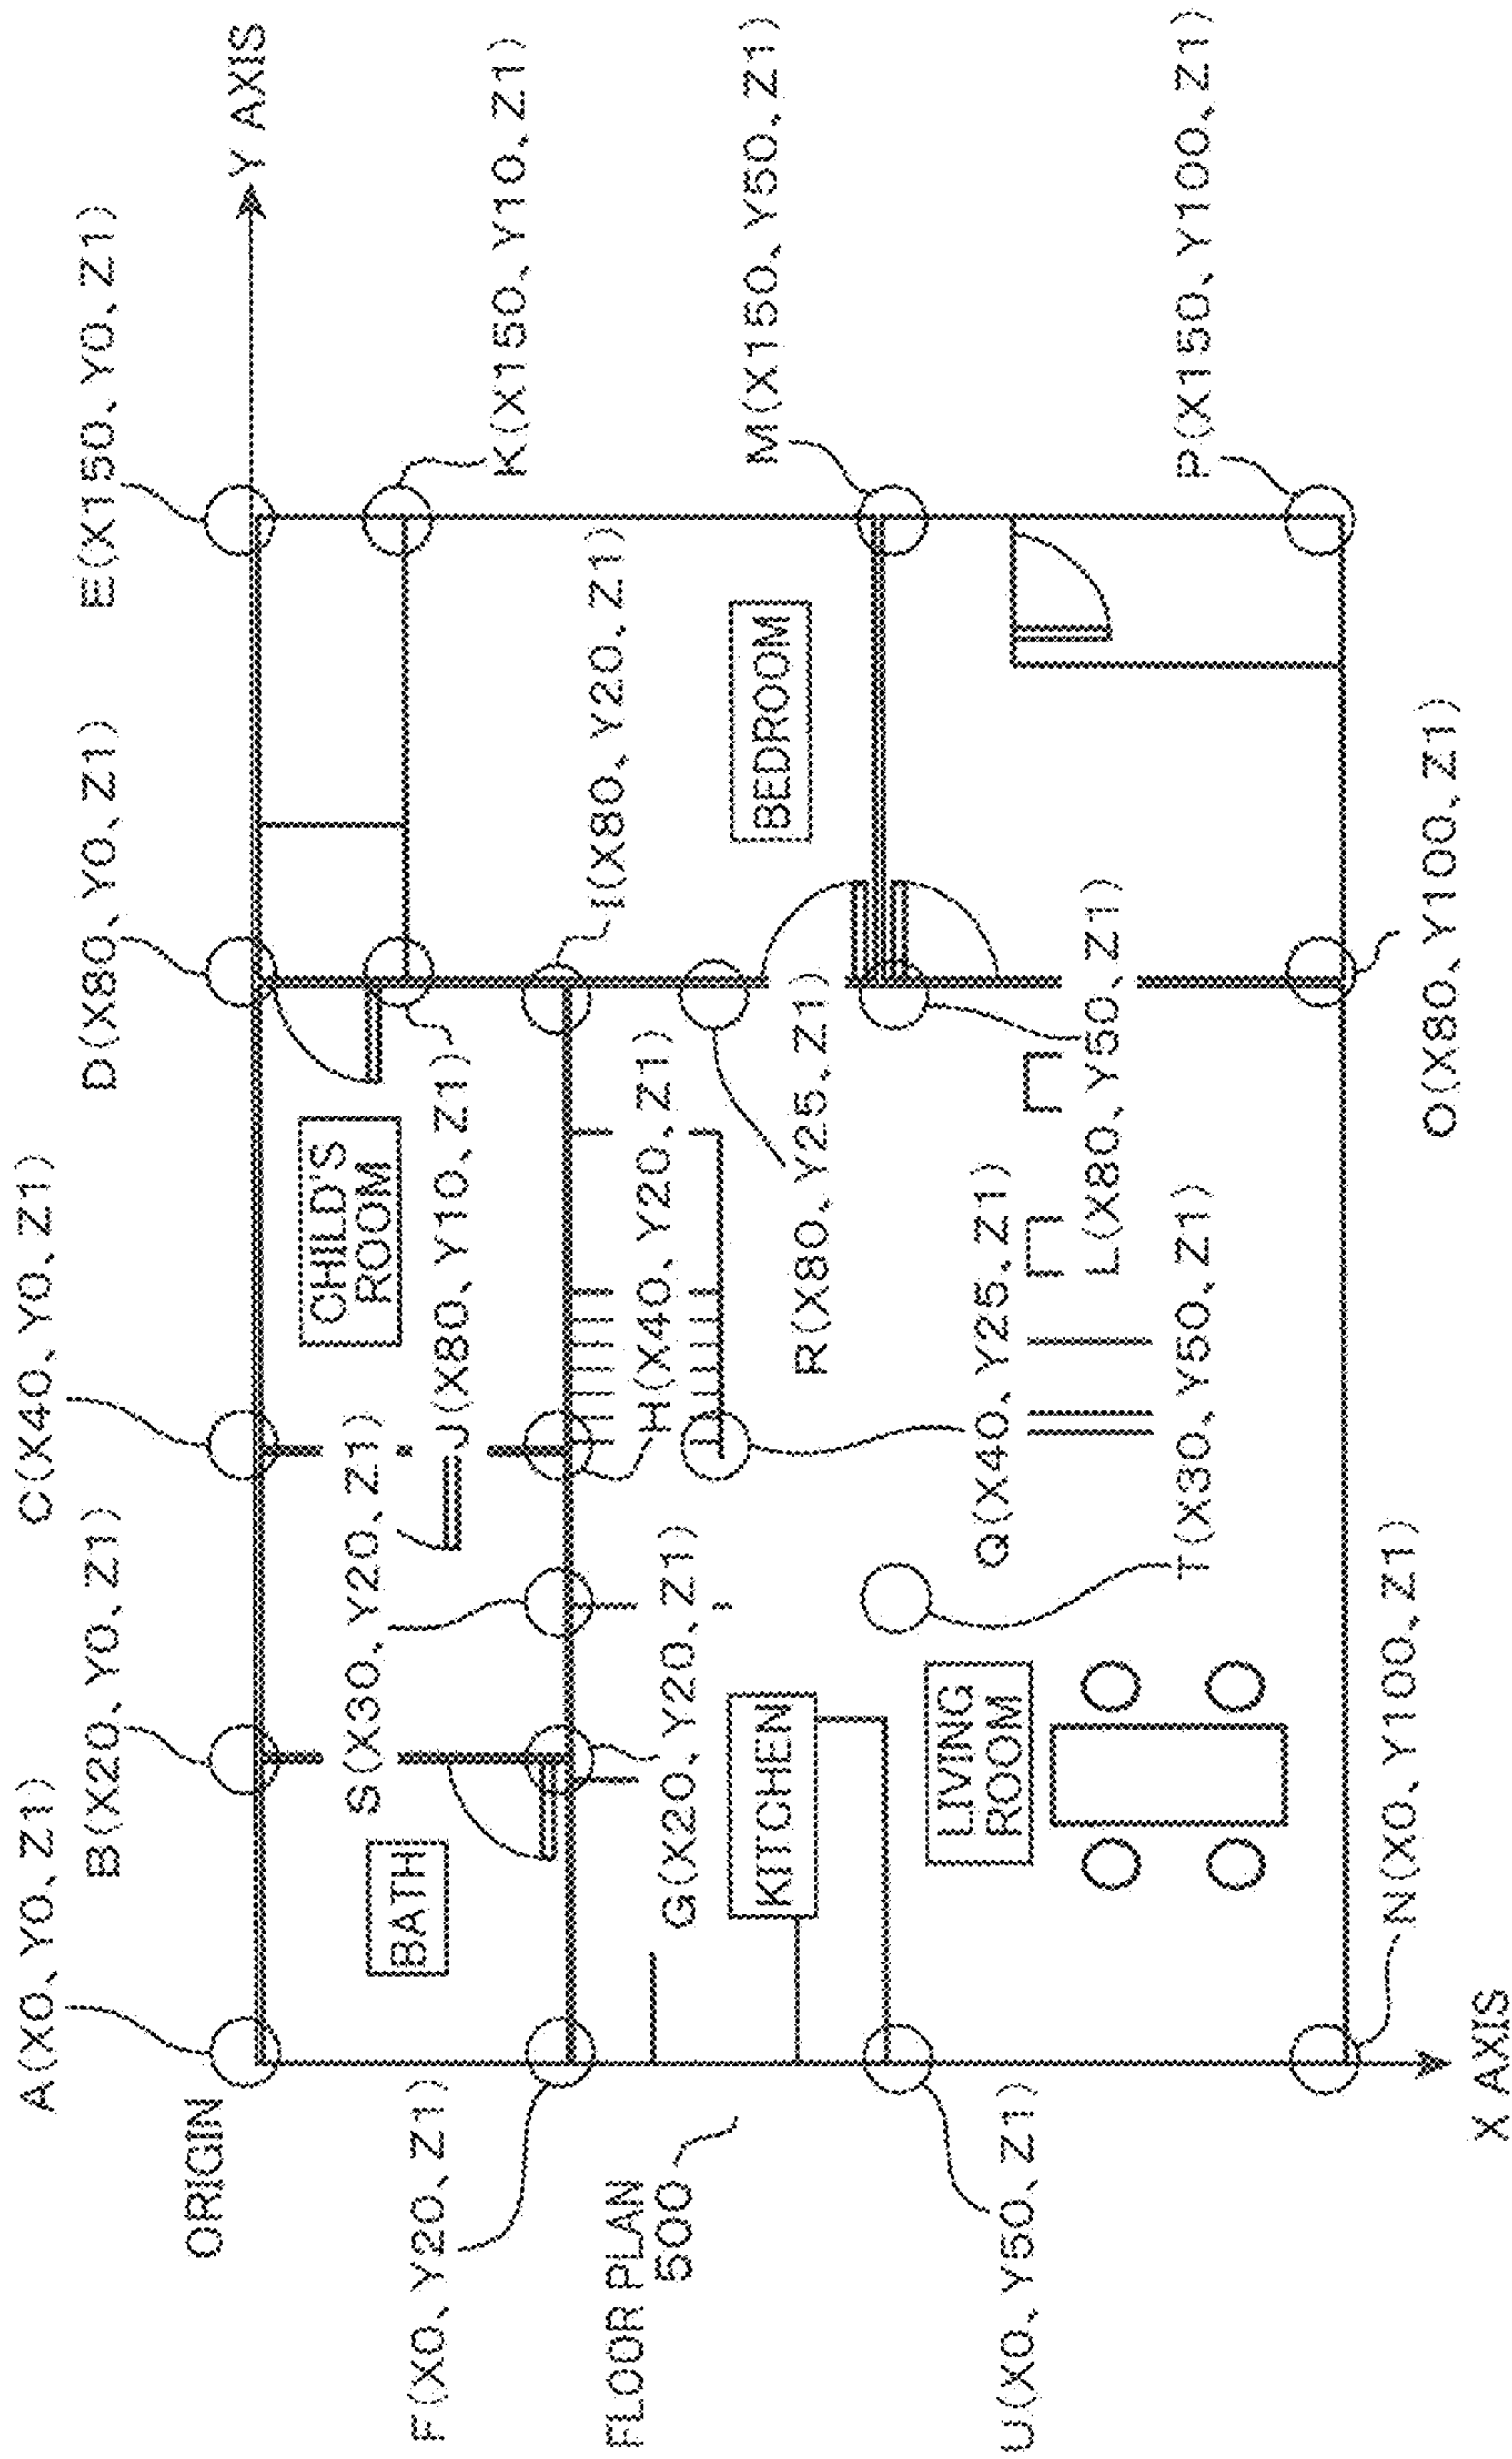 A(X0、Y0、Z1)
C(X40、Y0、Z1)
B(X20、Y0、Z1)
D(X80、Y0、Z1)
E(X150、Y0、Z1)
ORIGIN
Y AXIS
CHILD'S
ROOM
S(X30、Y20、Z1)
BATH
F(X0、Y20、Z1)
J(X80、Y10、Z1)
K(X150、Y10、Z1)
I(X80、Y20、Z1)
FLOOR PLAN
500
G(X20、Y20、Z1)
H(X40、Y20、Z1)
M(X150、Y50、Z1)
KITCHEN
BEDROOM
R(X80、Y25、Z1)
LIVING
ROOM
Q(X40、Y25、Z1)
U(X0、Y50、Z1)
L(X80、Y50、Z1)
T(X30、Y50、Z1)
P(X150、Y100、Z1)
N(X0、Y100、Z1)
O(X80、Y100、Z1)
X AXIS